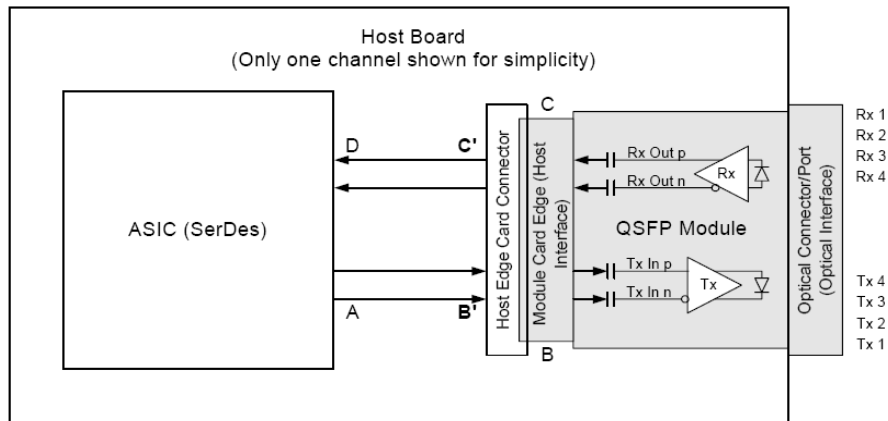 Host Board
(Only one channel shown for simplicity)
ASIC (SerDes)
D
C'
A
B'
C
B
Host Edge Card Connector
Module Card Edge (Host
Interface)
Rx Out p
Rx Out n
Rx
QSFP Module
Tx In p
Tx In n
Tx
Optical Connector/Port
(Optical Interface)
Rx 1
Rx 2
Rx 3
Rx 4
Tx 4
Tx 3
Tx 2
Tx 1